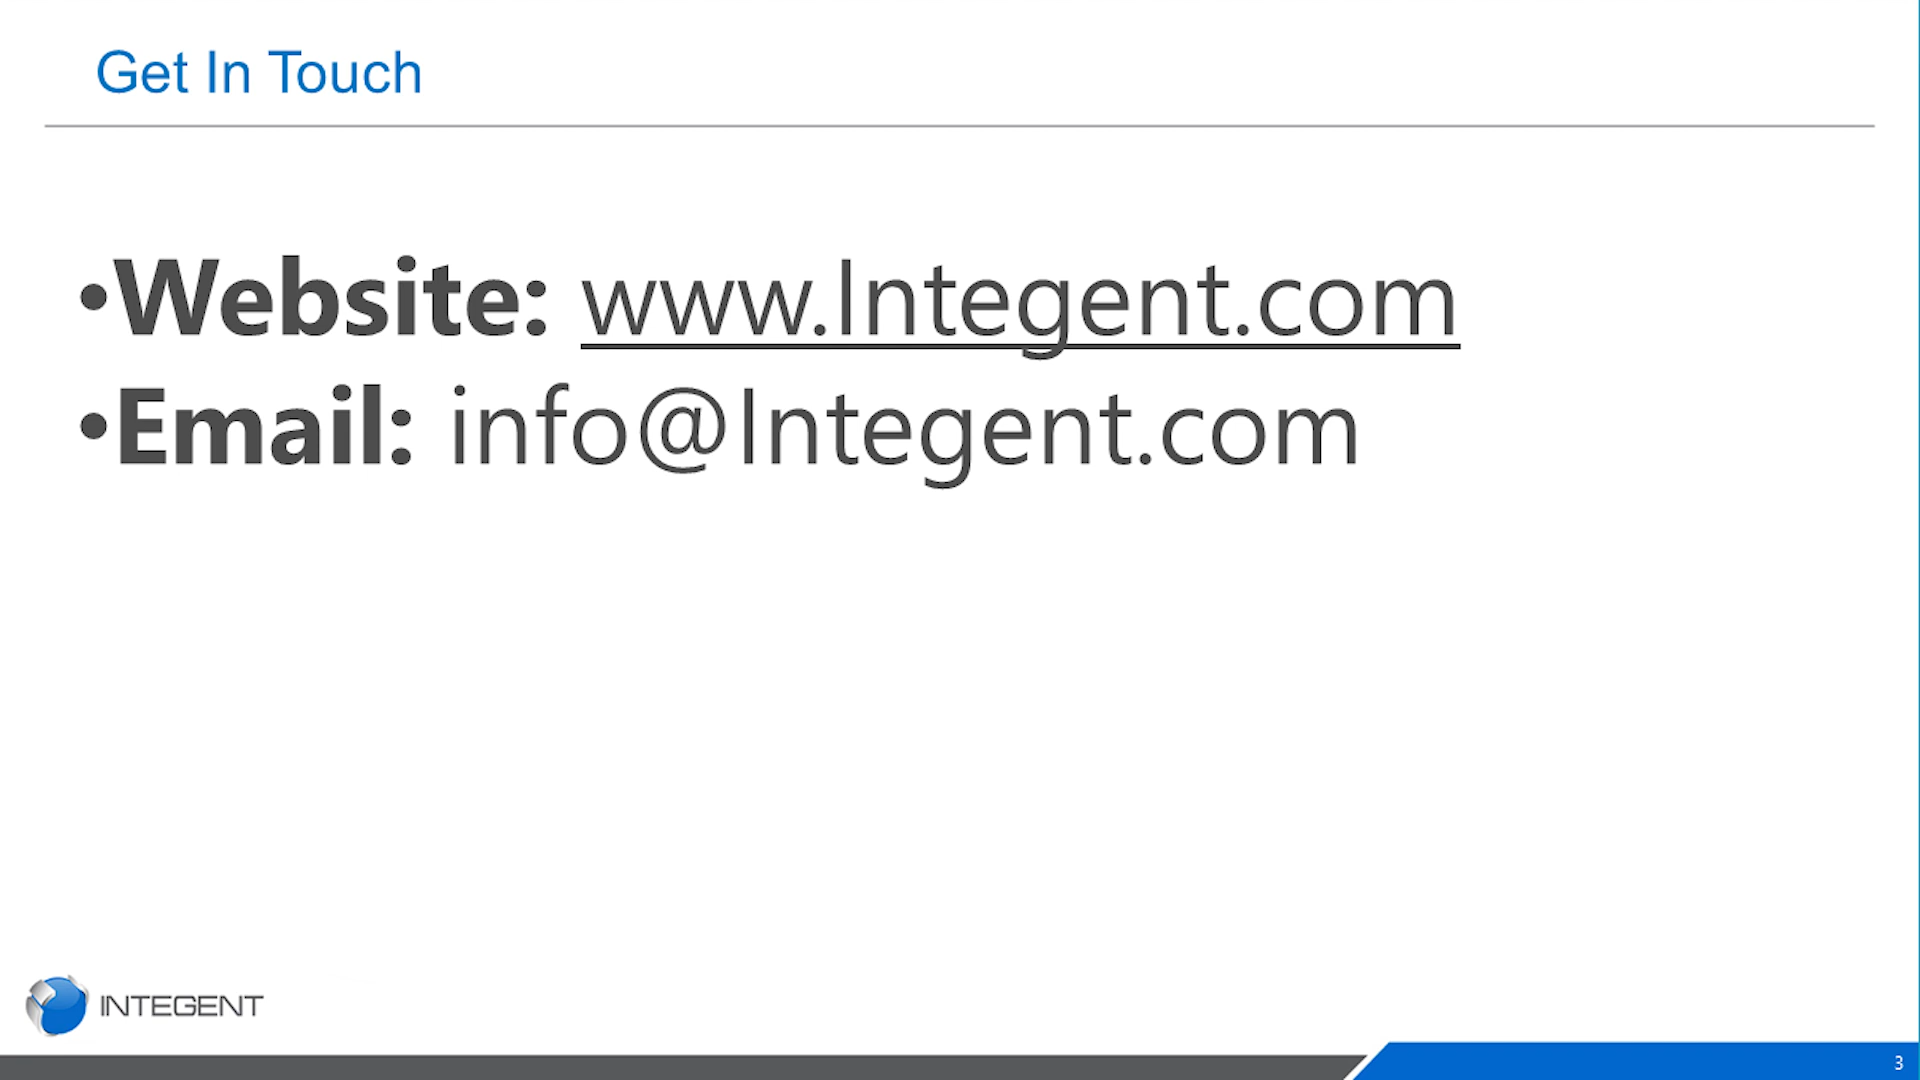 Get In Touch
•Website: www.Integent.com
•Email: info@Integent.com
INTEGENT
3